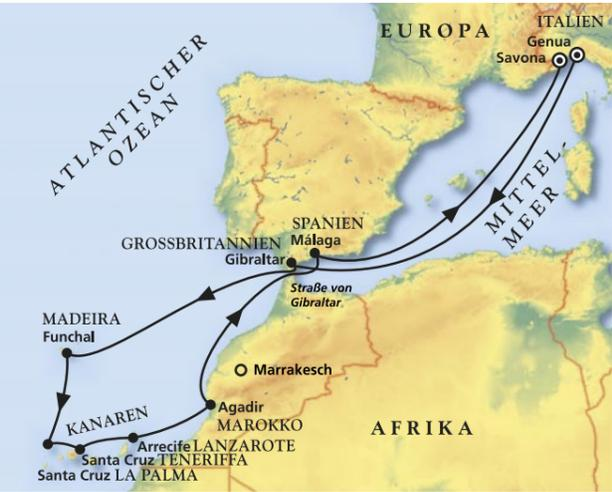 EUROPA
ITALIEN
Genua
Savona
ATLANTISCHER
OZEAN
MITTEL-
MEER
SPANIEN
Málaga
GROSSBRITANNIEN
Gibraltar
Straße von
Gibraltar
MADEIRA
Funchal
Marrakesch
Agadir
MAROKKO
AFRIKA
KANAREN
Arrecife LANZAROTE
Santa Cruz TENERIFFA
Santa Cruz LA PALMA